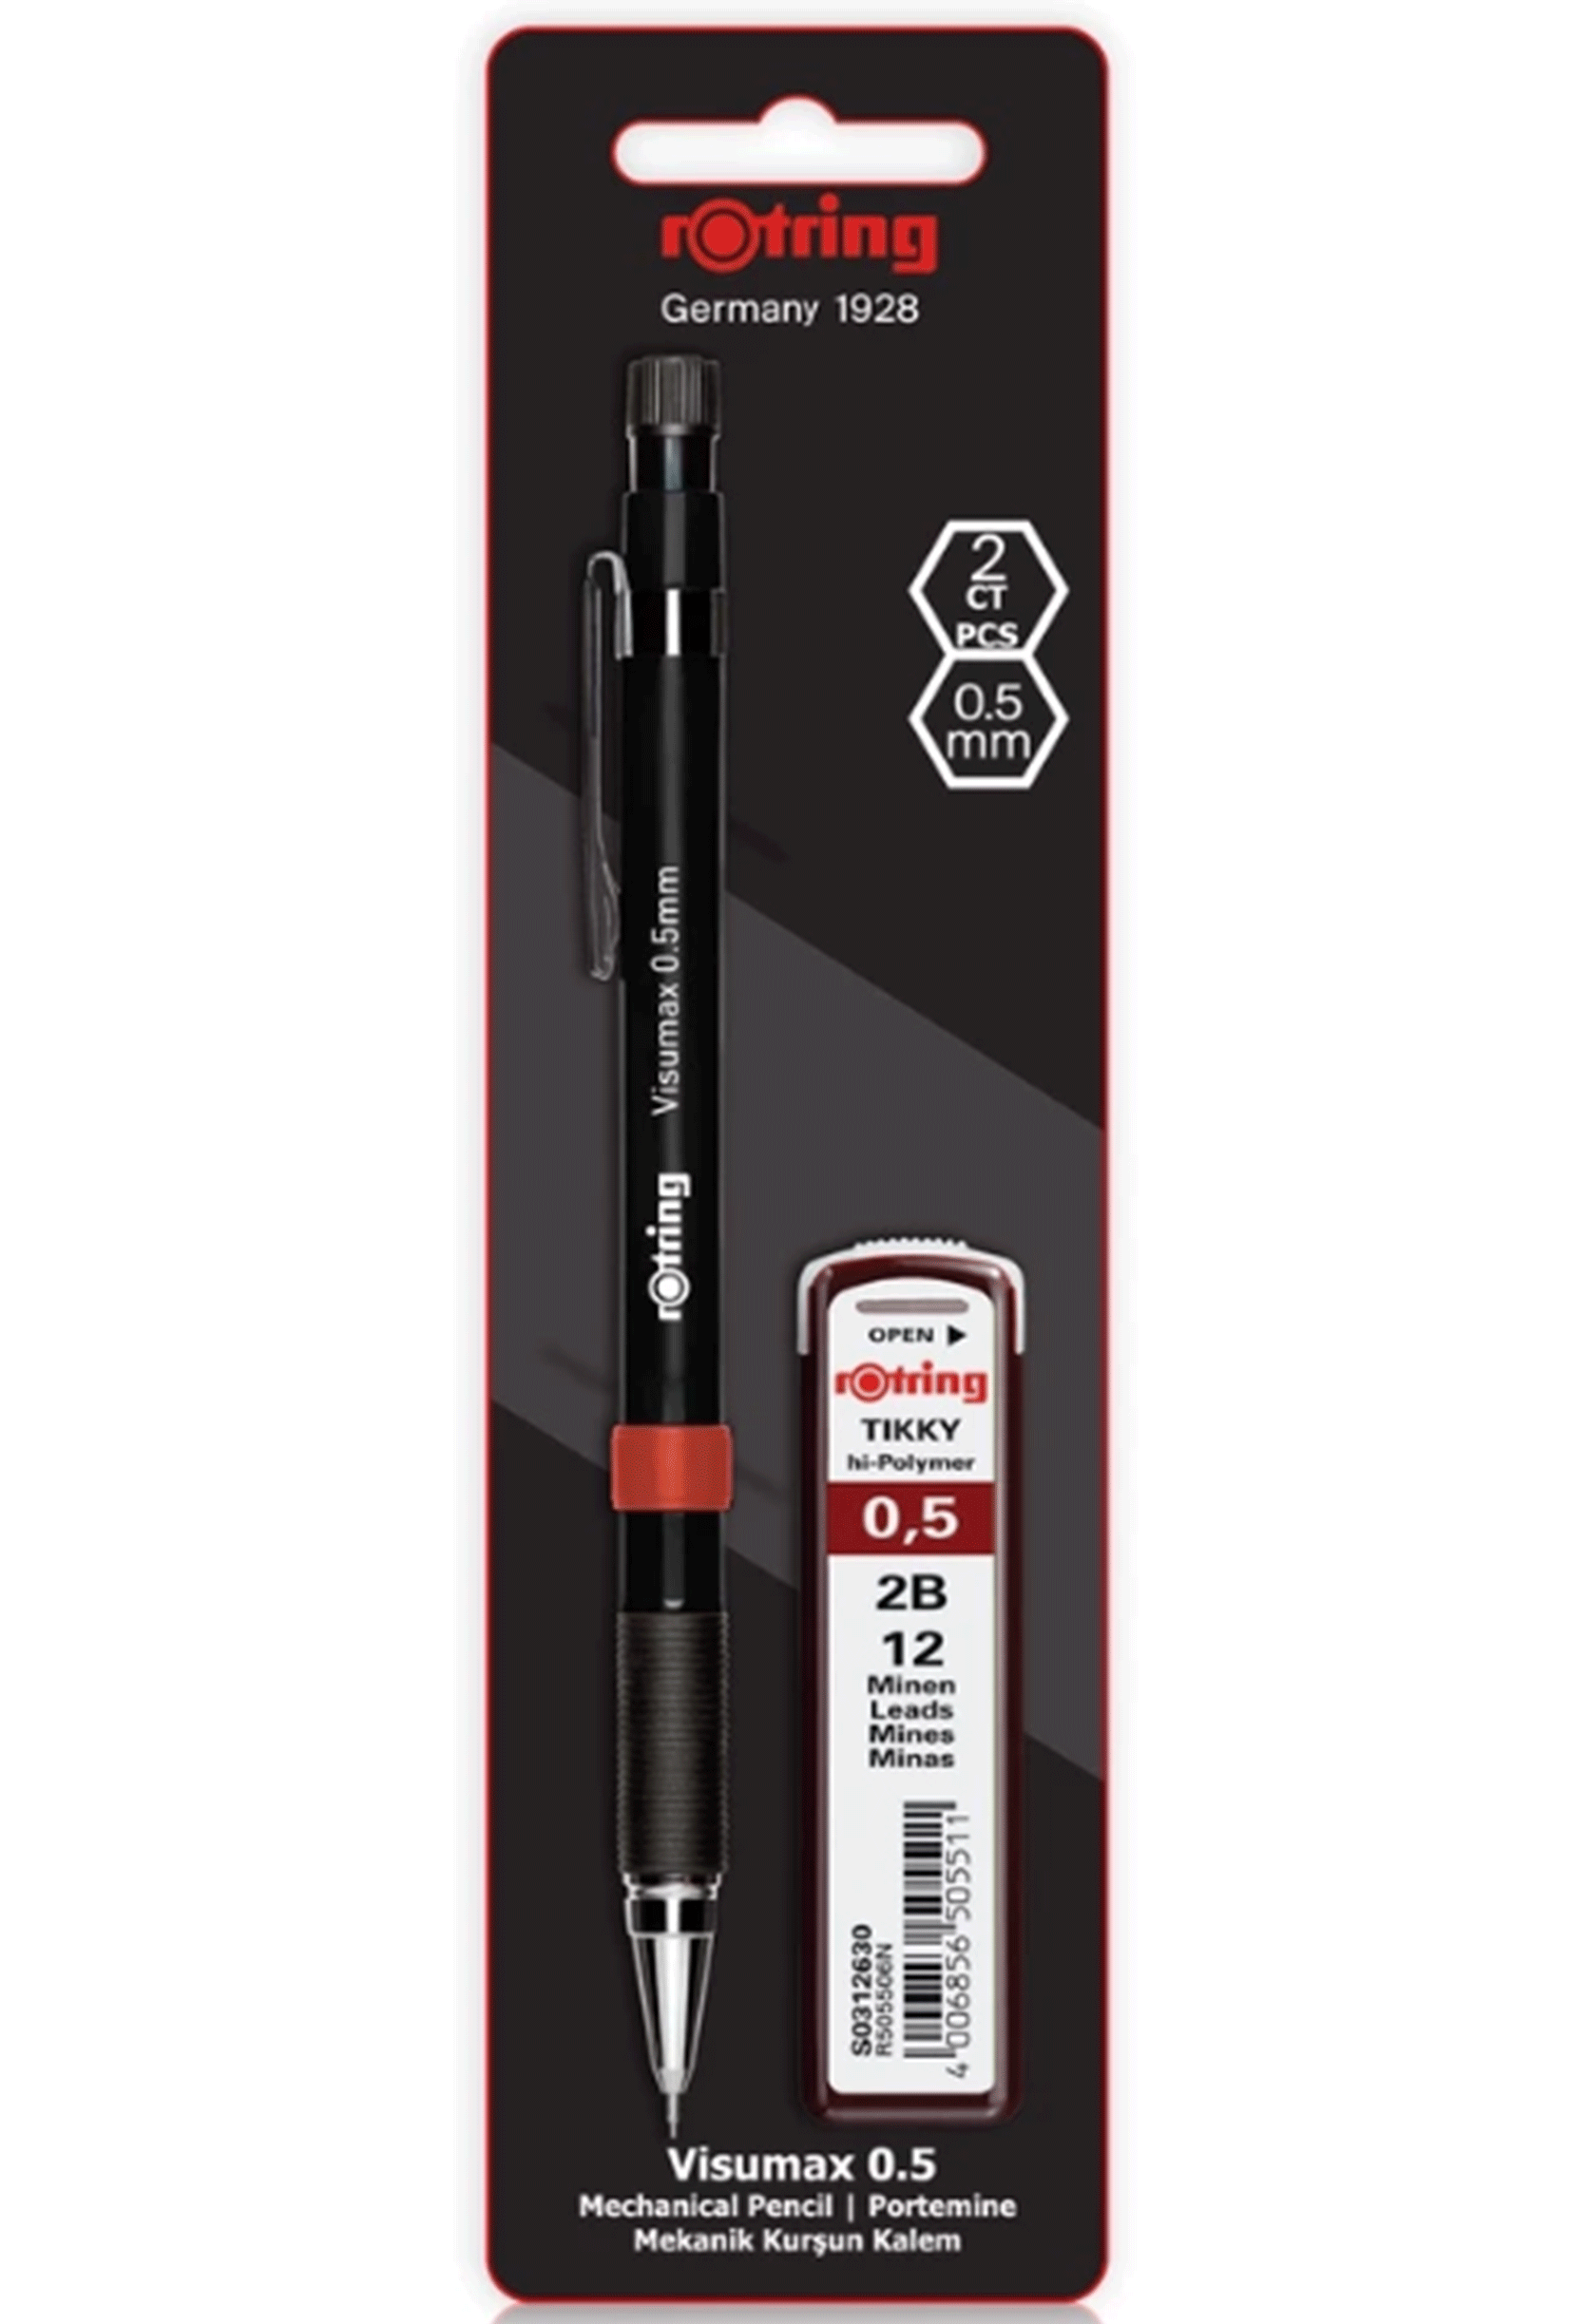 rotring
Germany 1928
2
CT
PCS
0.5
mm
Visumax 0.5mm
rotring
OPEN
rotring
TIKKY
hi-Polymer
0,5
2B
12
Minen
Leads
Mines
Minas
S0312630
R505506N
4 006856 505511
Visumax 0.5
Mechanical Pencil | Portemine
Mekanik Kurşun Kalem